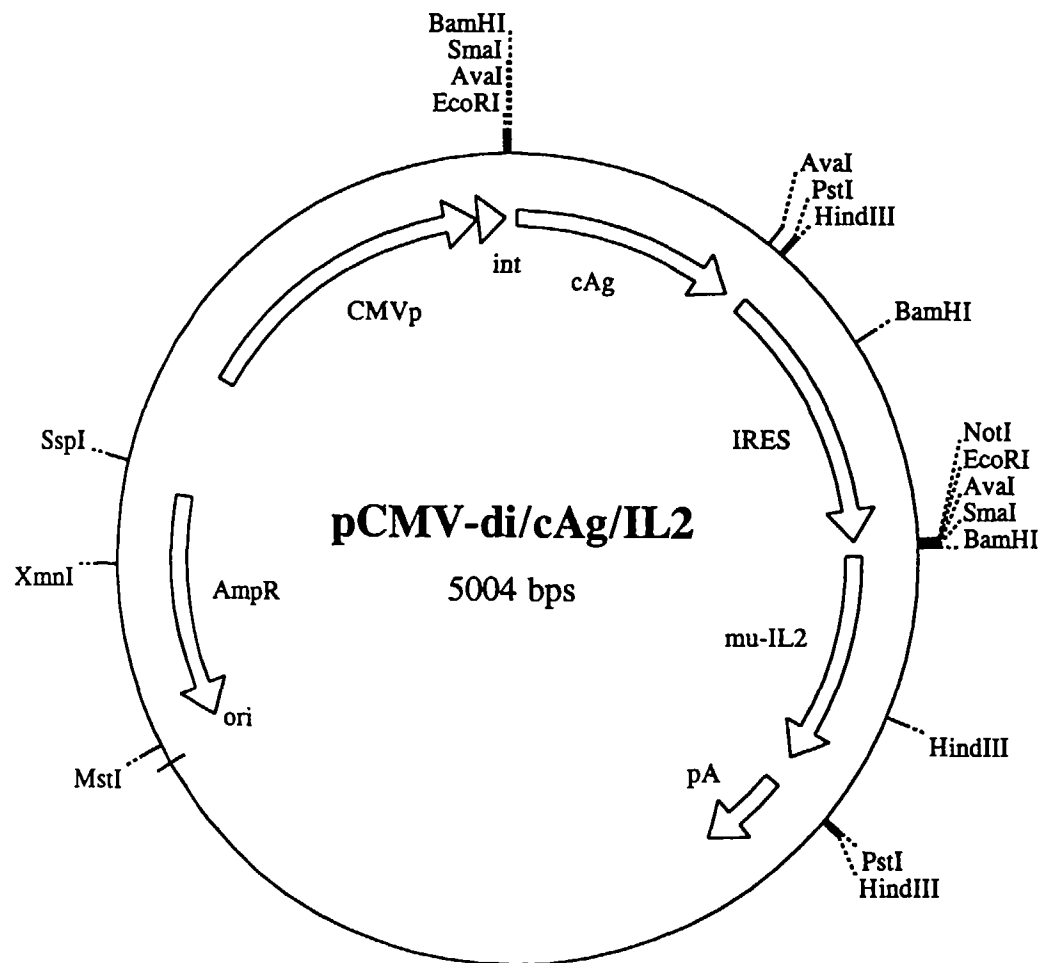 BamHI
SmaI
AvaI
EcoRI
AvaI
PstI
HindIII
int
cAg
CMVp
BamHI
IRES
NotI
EcoRI
AvaI
SmaI
BamHI
SspI
pCMV-di/cAg/IL2
5004 bps
XmnI
AmpR
mu-IL2
ori
HindIII
MstI
pA
PstI
HindIII